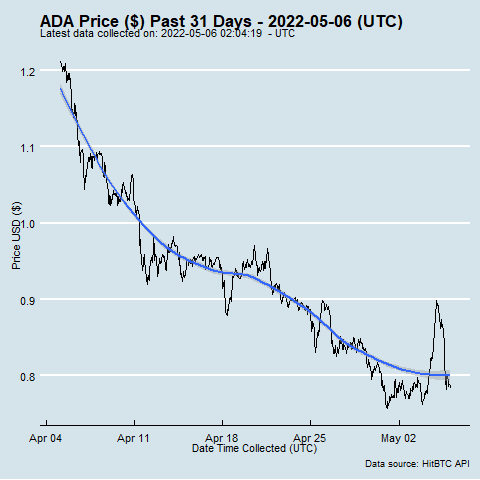 ADA Price ($) Past 31 Days - 2022-05-06 (UTC)
Latest data collected on: 2022-05-06 02:04:19 - UTC
1.2
1.1
1.0
0.9
0.8
Price USD ($)
Apr 04 Apr 11 Apr 18 Apr 25 May 02
Date Time Collected (UTC)
Data source: HitBTC API